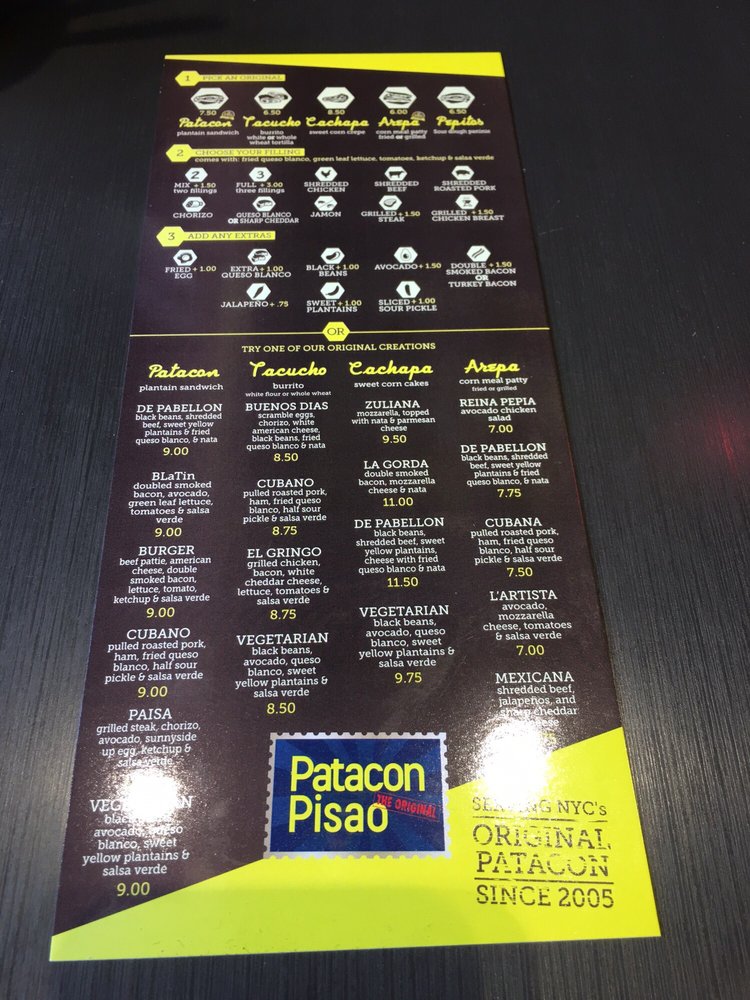 1 PICK AN ORIGINAL
7.50
Patacon
plantain sandwich
6.50
Tacucho
burrito
white or whole
wheat tortilla
8.50
Cachapa
sweet corn crepe
6.00
Arepa
corn meal patty
fried or grilled
6.50
Pepitos
Sour dough peninie
2 CHOOSE YOUR FILLING
comes with: fried queso blanco, green leaf lettuce, tomatoes, ketchup & salsa verde
2
MIX + 1.50
two fillings
3
FULL + 3.00
three fillings
SHREDDED
CHICKEN
SHREDDED
BEEF
SHREDDED
ROASTED PORK
CHORIZO
QUESO BLANCO
OR SHARP CHEDDAR
JAMON
GRILLED + 1.50
STEAK
GRILLED + 1.50
CHICKEN BREAST
3 ADD ANY EXTRAS
FRIED + 1.00
EGG
EXTRA + 1.00
QUESO BLANCO
BLACK + 1.00
BEANS
AVOCADO + 1.50
DOUBLE + 1.50
SMOKED BACON
OR
TURKEY BACON
JALAPEÑO + .75
SWEET + 1.00
PLANTAINS
SLICED + 1.00
SOUR PICKLE
OR
TRY ONE OF OUR ORIGINAL CREATIONS
Patacon
plantain sandwich
DE PABELLON
black beans, shredded
beef, sweet yellow
plantains & fried
queso blanco, & nata
9.00
BLaTin
doubled smoked
bacon, avocado,
green leaf lettuce,
tomatoes & salsa
verde
9.00
BURGER
beef pattie, american
cheese, double
smoked bacon,
lettuce, tomato,
ketchup & salsa verde
9.00
CUBANO
pulled roasted pork,
ham, fried queso
blanco, half sour
pickle & salsa verde
9.00
PAISA
grilled steak, chorizo,
avocado, sunnyside
up egg, ketchup &
salsa verde
black
avocado, queso
blanco, sweet
yellow plantains &
salsa verde
9.00
Tacucho
burrito
white flour or whole wheat
BUENOS DIAS
scramble eggs,
chorizo, white
american cheese,
black beans, fried
queso blanco & nata
8.50
CUBANO
pulled roasted pork,
ham, fried queso
blanco, half sour
pickle & salsa verde
8.75
EL GRINGO
grilled chicken,
bacon, white
cheddar cheese,
lettuce, tomatoes &
salsa verde
8.75
VEGETARIAN
black beans,
avocado, queso
blanco, sweet
yellow plantains &
salsa verde
8.50
Cachapa
sweet corn cakes
ZULIANA
mozzarella, topped
with nata & parmesan
cheese
9.50
LA GORDA
double smoked
bacon, mozzarella
cheese & nata
11.00
DE PABELLON
black beans,
shredded beef, sweet
yellow plantains,
cheese with fried
queso blanco & nata
11.50
VEGETARIAN
black beans,
avocado, queso
blanco, sweet
yellow plantains &
salsa verde
9.75
Arepa
corn meal patty
fried or grilled
REINA PEPIA
avocado chicken
salad
7.00
DE PABELLON
black beans, shredded
beef, sweet yellow
plantains & fried
queso blanco, & nata
7.75
CUBANA
pulled roasted pork,
ham, fried queso
blanco, half sour
pickle & salsa verde
7.50
L'ARTISTA
avocado,
mozzarella
cheese, tomatoes
& salsa verde
7.00
MEXICANA
shredded beef,
jalapeños, and
sharp cheddar
cheese
Patacon
Pisao
THE ORIGINAL
SERVING NYC's
ORIGINAL
PATACON
SINCE 2005